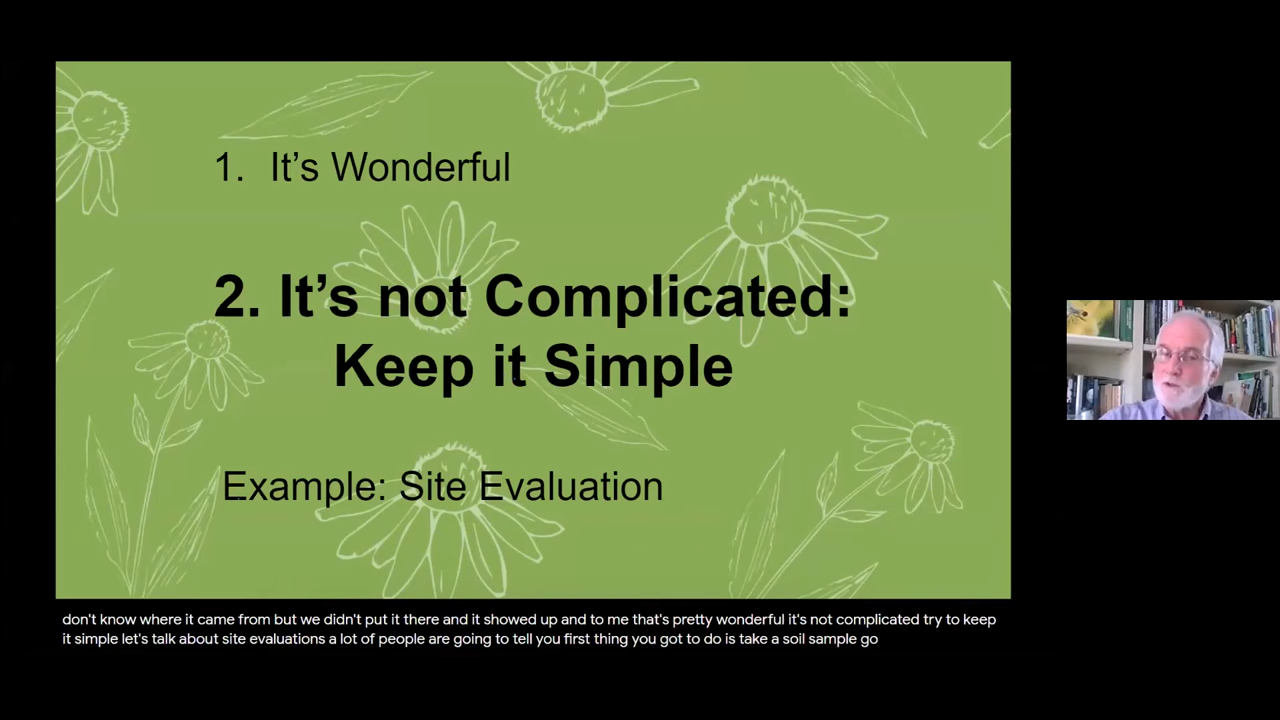 1. It’s Wonderful
2. It’s not Complicated:
Keep it Simple
Example: Site Evaluation
don't know where it came from but we didn't put it there and it showed up and to me that's pretty wonderful it's not complicated try to keep
it simple let's talk about site evaluations a lot of people are going to tell you first thing you got to do is take a soil sample go